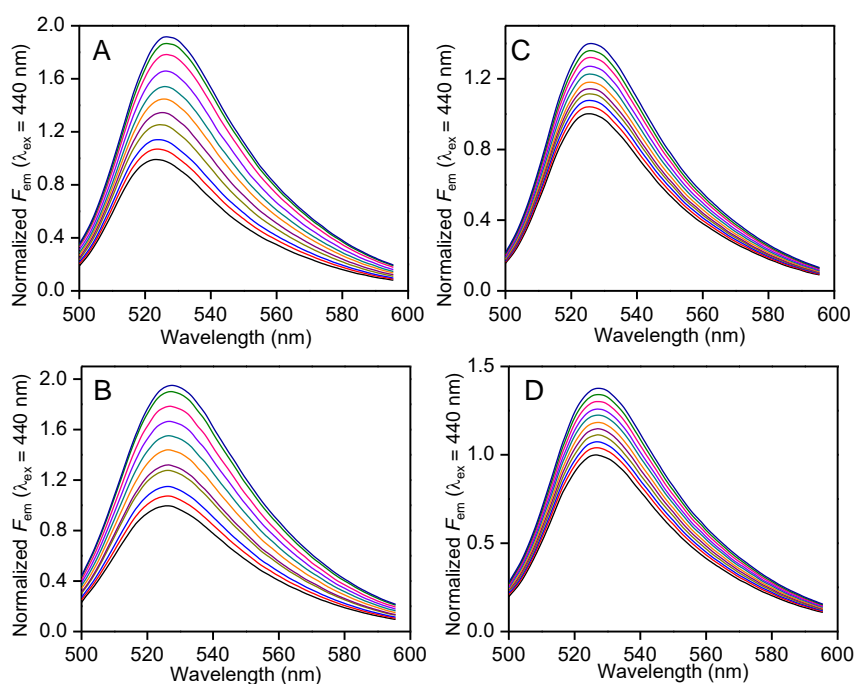 A
Normalized Fem (λex = 440 nm)
2.0
1.6
1.2
0.8
0.4
0.0
500 520 540 560 580 600
Wavelength (nm)
C
Normalized Fem (λex = 440 nm)
1.2
0.8
0.4
0.0
500 520 540 560 580 600
Wavelength (nm)
B
Normalized Fem (λex = 440 nm)
2.0
1.6
1.2
0.8
0.4
0.0
500 520 540 560 580 600
Wavelength (nm)
D
Normalized Fem (λex = 440 nm)
1.5
1.0
0.5
0.0
500 520 540 560 580 600
Wavelength (nm)